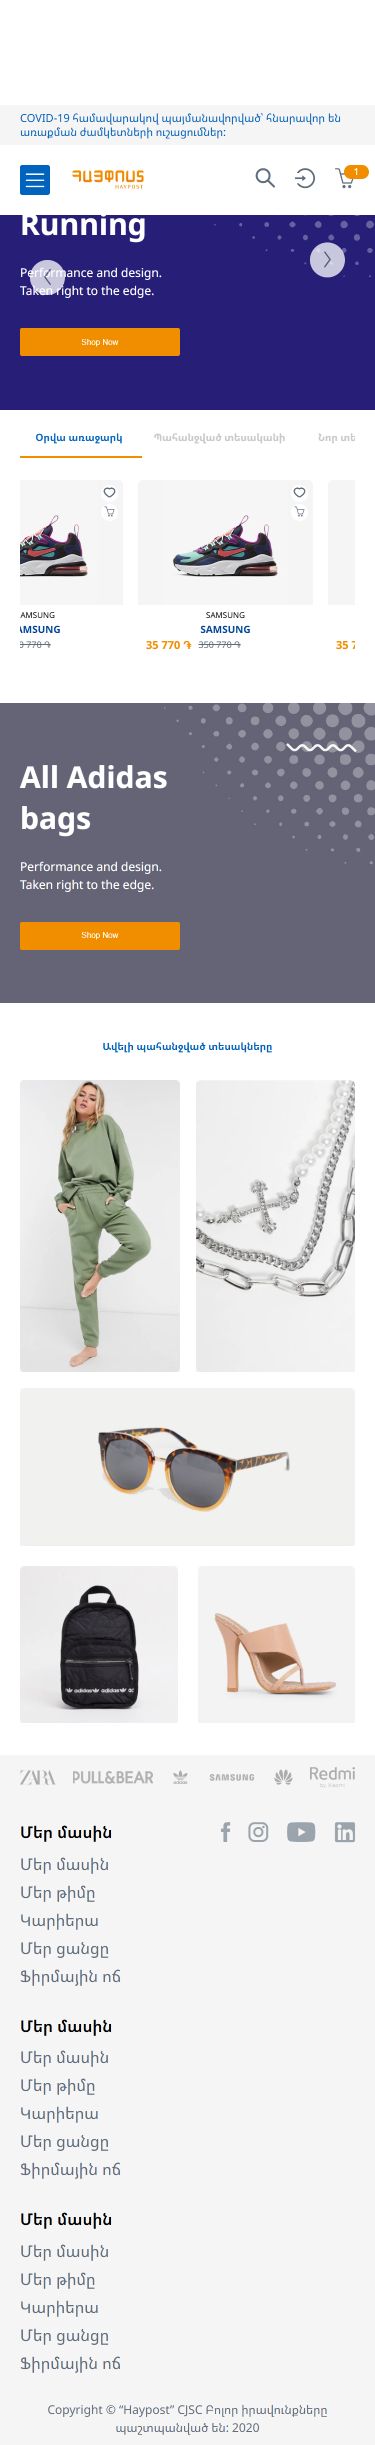 COVID-19 համավարակով պայմանավորված՝ հնարավոր են
առաքման ժամկետների ուշացումներ:
ՀԱՅՓՈՍՏ
HAYPOST
1
Running
Performance and design.
Taken right to the edge.
Shop Now
Օրվա առաջարկ
Պահանջված տեսականի
Նոր տե
AMSUNG
SAMSUNG
AMSUNG
SAMSUNG
770 ֏
35 770 ֏
350 770 ֏
35 7
All Adidas
bags
Performance and design.
Taken right to the edge.
Shop Now
Ավելի պահանջված տեսակները
adidas adidas
ZARA
PULL&BEAR
adidas
SAMSUNG
Redmi
by Xiaomi
Մեր մասին
Մեր մասին
Մեր թիմը
Կարիերա
Մեր ցանցը
Ֆիրմային ոճ
Մեր մասին
Մեր մասին
Մեր թիմը
Կարիերա
Մեր ցանցը
Ֆիրմային ոճ
Մեր մասին
Մեր մասին
Մեր թիմը
Կարիերա
Մեր ցանցը
Ֆիրմային ոճ
Copyright © “Haypost” CJSC Բոլոր իրավունքները
պաշտպանված են: 2020